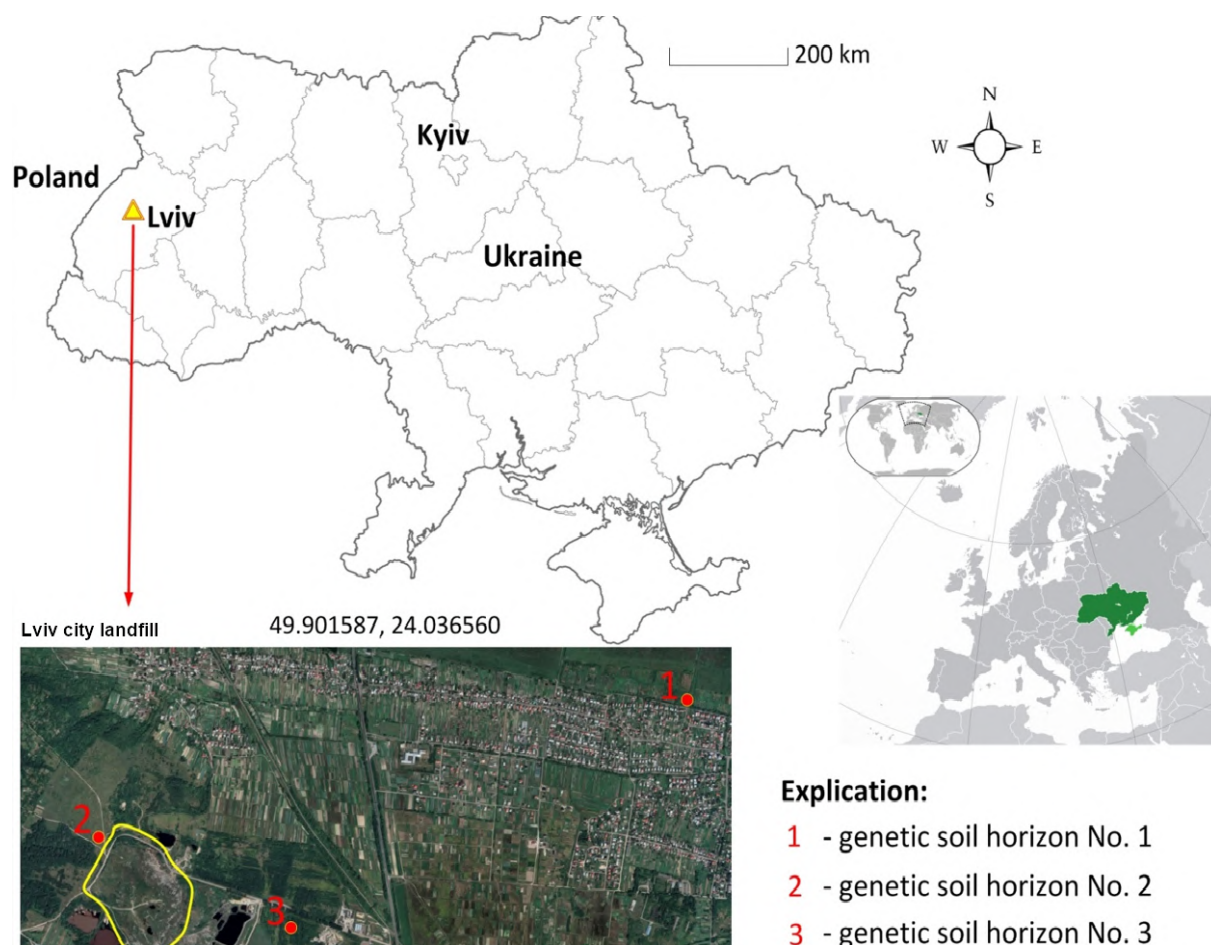 200 km
N
W E
S
Kyiv
Poland
Lviv
Ukraine
Lviv city landfill
49.901587, 24.036560
1
2
3
Explication:
1 - genetic soil horizon No. 1
2 - genetic soil horizon No. 2
3 - genetic soil horizon No. 3